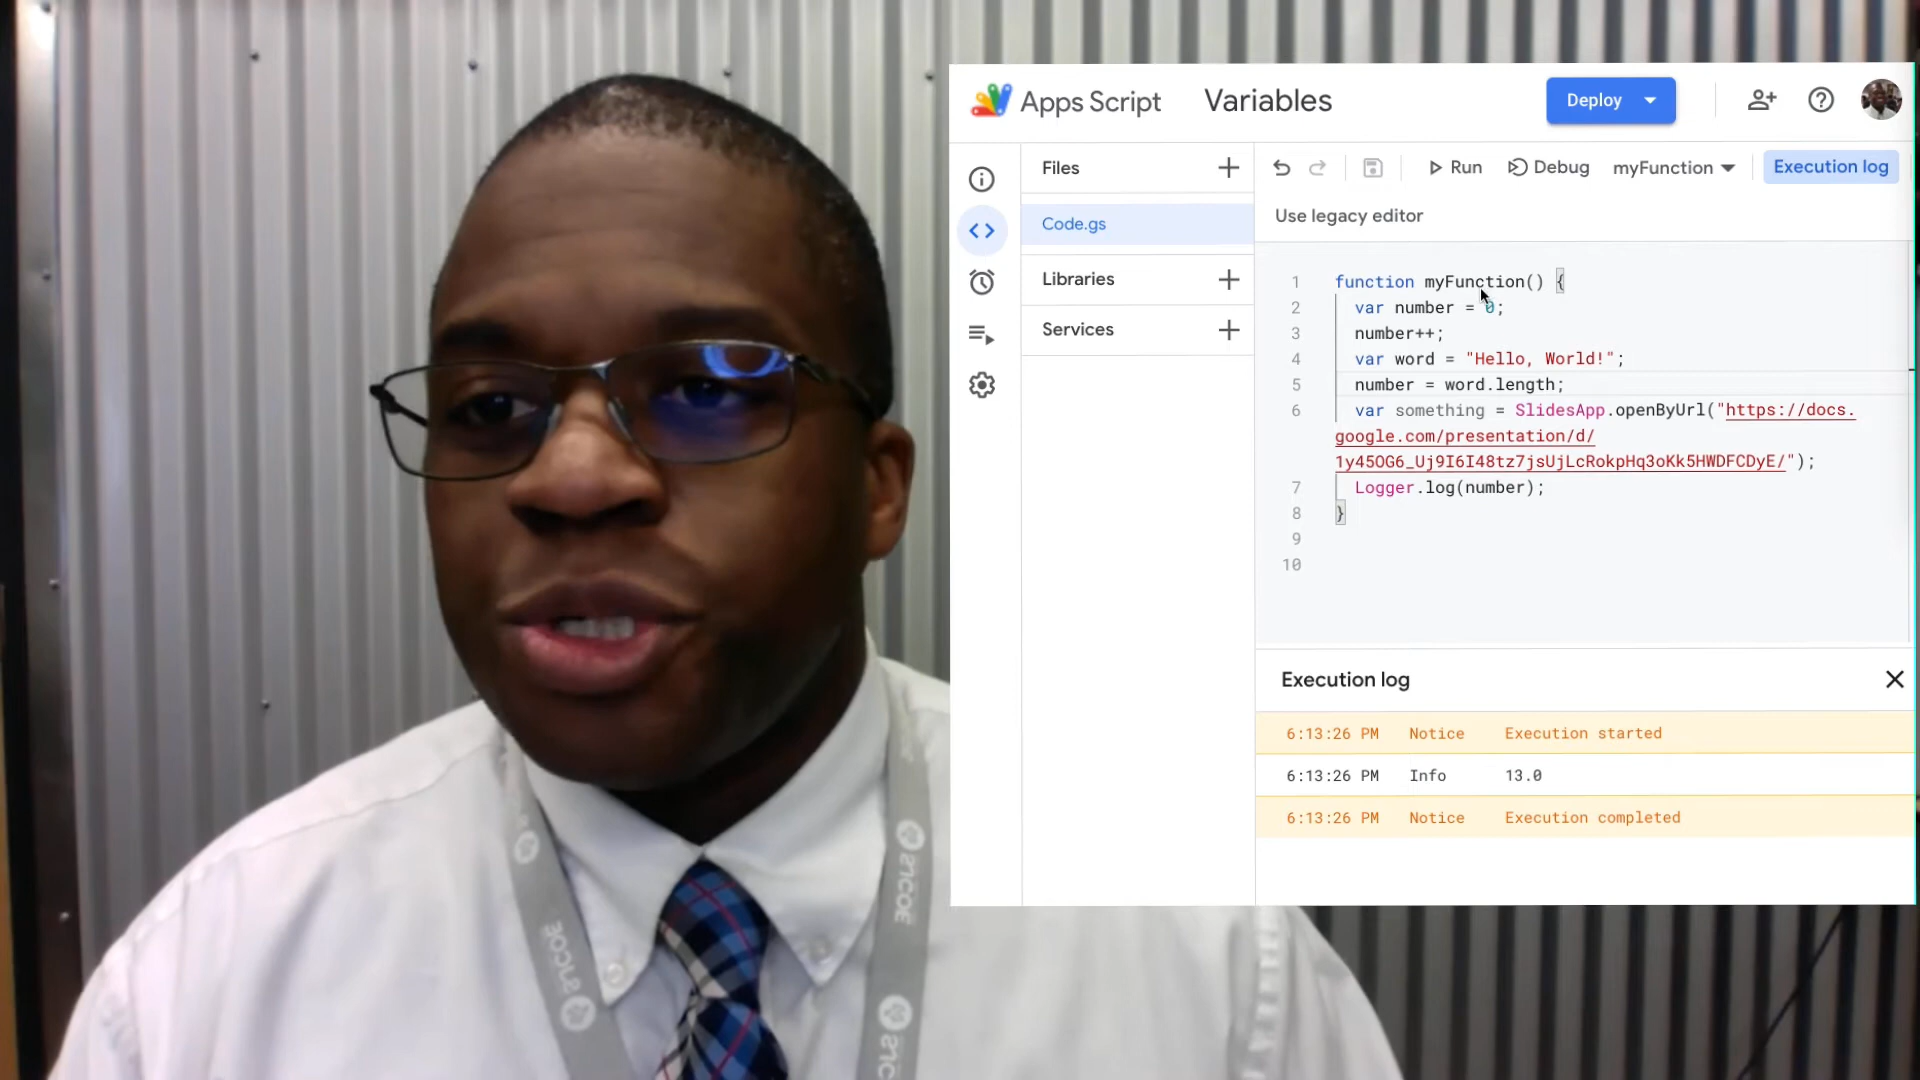 Apps Script Variables Deploy
Files Run Debug myFunction Execution log
Use legacy editor
Code.gs
Libraries
Services
1 function myFunction() {
2 var number = 0;
3 number++;
4 var word = "Hello, World!";
5 number = word.length;
6 var something = SlidesApp.openByUrl("https://docs.
google.com/presentation/d/
1y45OG6_Uj9I6I48tz7jsUjLcRokpHq3oKk5HWDFCDyE/");
7 Logger.log(number);
8 }
9
10
Execution log
6:13:26 PM Notice Execution started
6:13:26 PM Info 13.0
6:13:26 PM Notice Execution completed
SJCOE
SJCOE